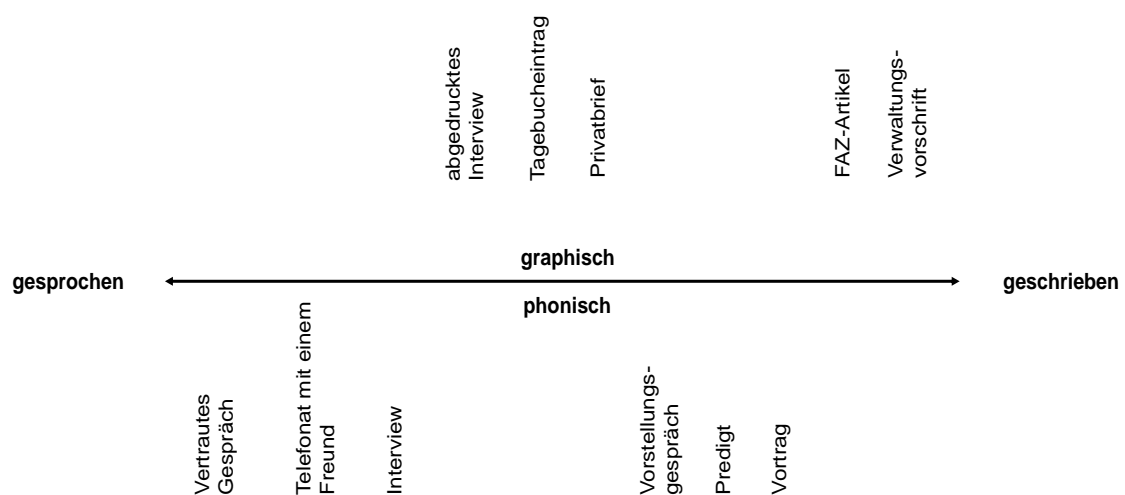 abgedrucktes
Interview
Tagebucheintrag
Privatbrief
FAZ-Artikel
Verwaltungs-
vorschrift
graphisch
gesprochen
geschrieben
phonisch
Vertrautes
Gespräch
Telefonat mit einem
Freund
Interview
Vorstellungs-
gespräch
Predigt
Vortrag